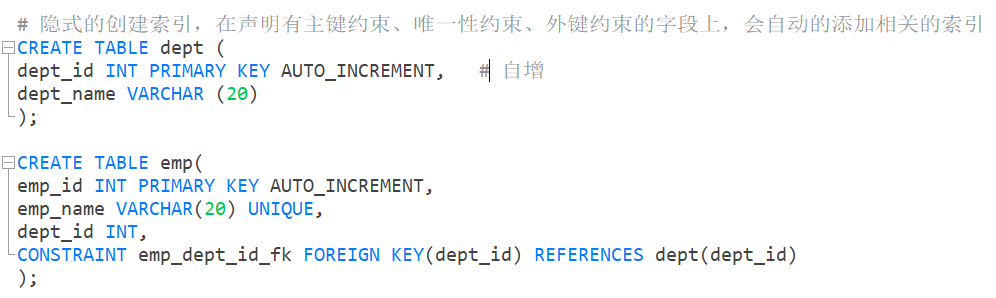 # 隐式的创建索引，在声明有主键约束、唯一性约束、外键约束的字段上，会自动的添加相关的索引
CREATE TABLE dept (
dept_id INT PRIMARY KEY AUTO_INCREMENT,   # 自增
dept_name VARCHAR (20)
);

CREATE TABLE emp(
emp_id INT PRIMARY KEY AUTO_INCREMENT,
emp_name VARCHAR(20) UNIQUE,
dept_id INT,
CONSTRAINT emp_dept_id_fk FOREIGN KEY(dept_id) REFERENCES dept(dept_id)
);